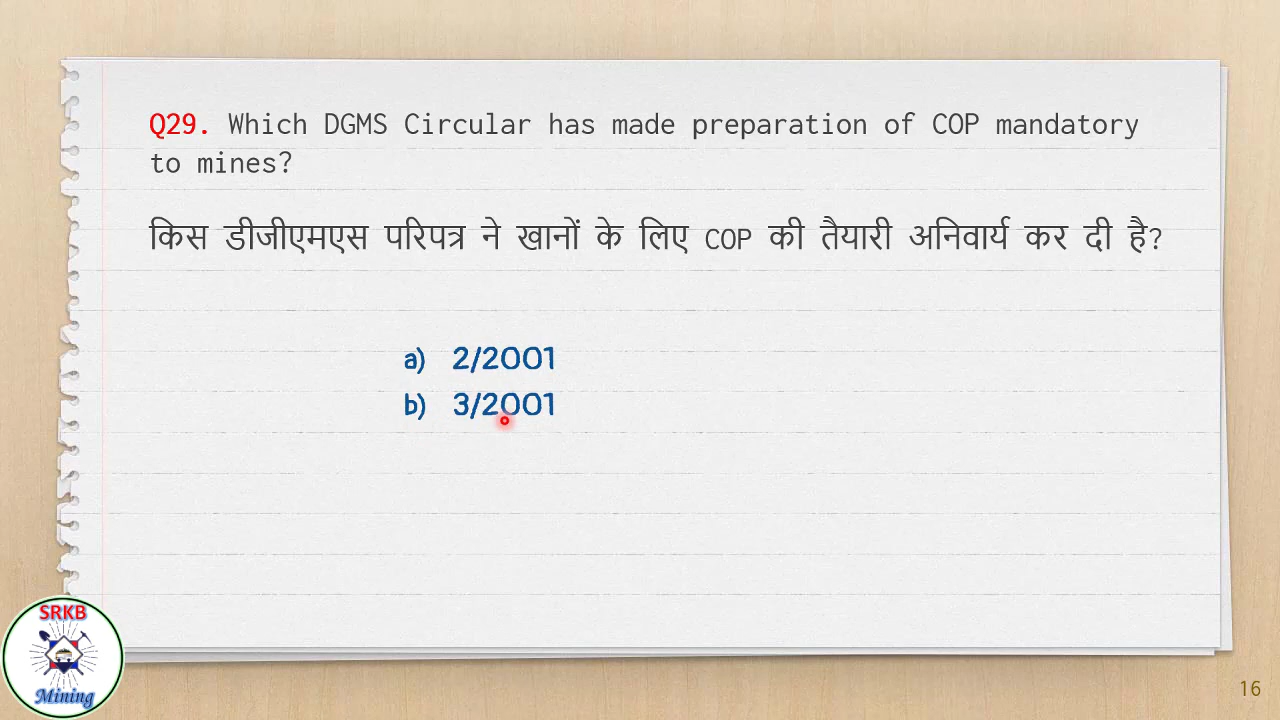 Q29. Which DGMS Circular has made preparation of COP mandatory
to mines?
किस डीजीएमएस परिपत्र ने खानों के लिए COP की तैयारी अनिवार्य कर दी है?
a) 2/2001
b) 3/2001
SRKB
Mining
16